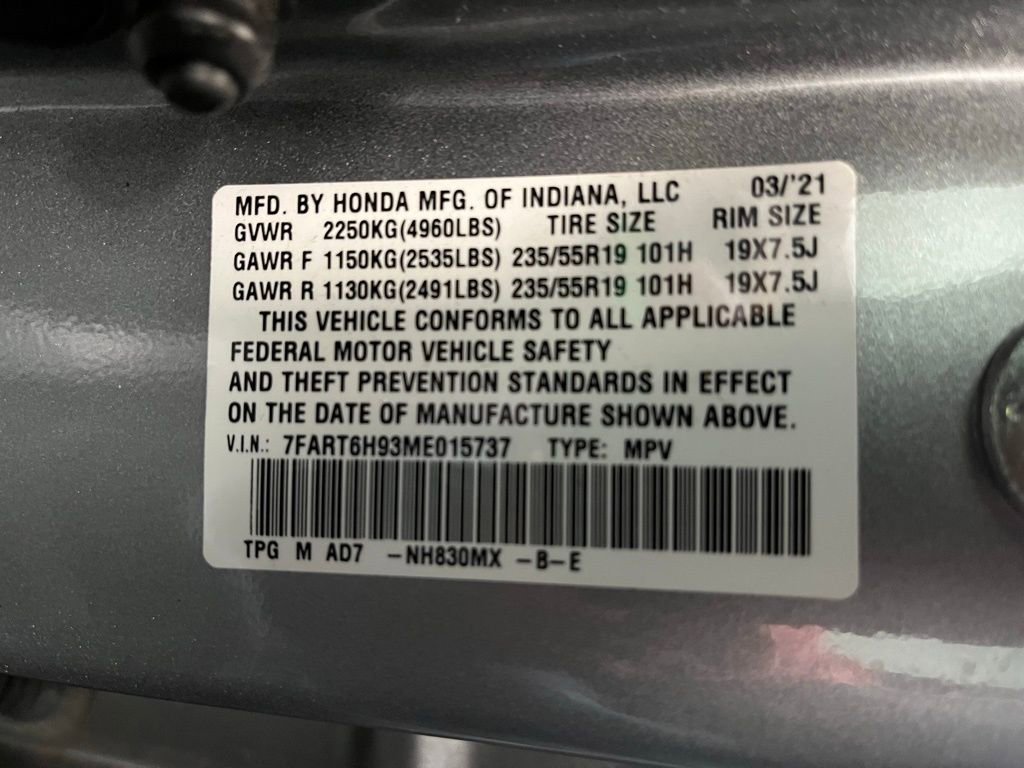 MFD. BY HONDA MFG. OF INDIANA, LLC 03/'21
GVWR 2250KG(4960LBS) TIRE SIZE RIM SIZE
GAWR F 1150KG(2535LBS) 235/55R19 101H 19X7.5J
GAWR R 1130KG(2491LBS) 235/55R19 101H 19X7.5J
THIS VEHICLE CONFORMS TO ALL APPLICABLE
FEDERAL MOTOR VEHICLE SAFETY
AND THEFT PREVENTION STANDARDS IN EFFECT
ON THE DATE OF MANUFACTURE SHOWN ABOVE.
V.I.N.: 7FART6H93ME015737 TYPE: MPV
TPG M AD7 -NH830MX -B-E